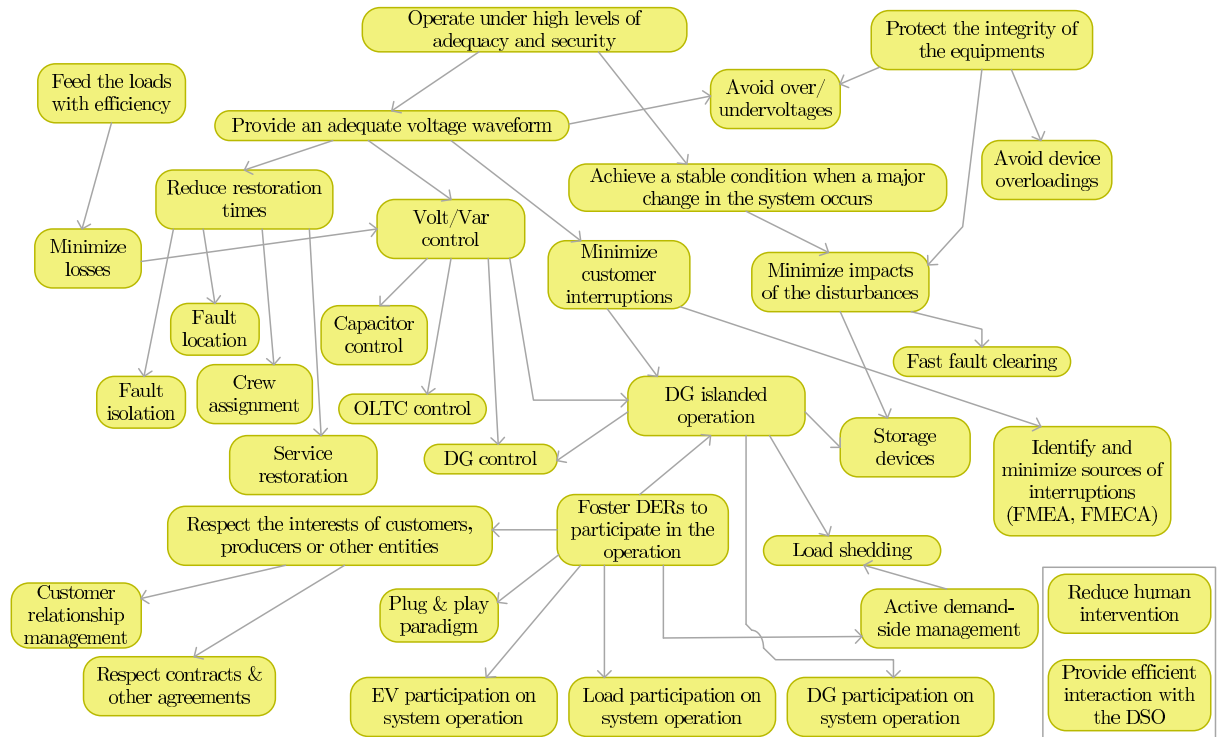 Operate under high levels of
adequacy and security
Protect the integrity of
the equipments
Feed the loads
with efficiency
Avoid over/
undervoltages
Provide an adequate voltage waveform
Avoid device
overloadings
Reduce restoration
times
Achieve a stable condition when a major
change in the system occurs
Volt/Var
control
Minimize
losses
Minimize
customer
interruptions
Minimize impacts
of the disturbances
Fault
location
Capacitor
control
Fast fault clearing
Fault
isolation
Crew
assignment
OLTC control
DG islanded
operation
Service
restoration
DG control
Storage
devices
Identify and
minimize sources of
interruptions
(FMEA, FMECA)
Respect the interests of customers,
producers or other entities
Foster DERs to
participate in the
operation
Load shedding
Customer
relationship
management
Plug & play
paradigm
Active demand-
side management
Reduce human
intervention
Respect contracts &
other agreements
EV participation on
system operation
Load participation on
system operation
DG participation on
system operation
Provide efficient
interaction with
the DSO